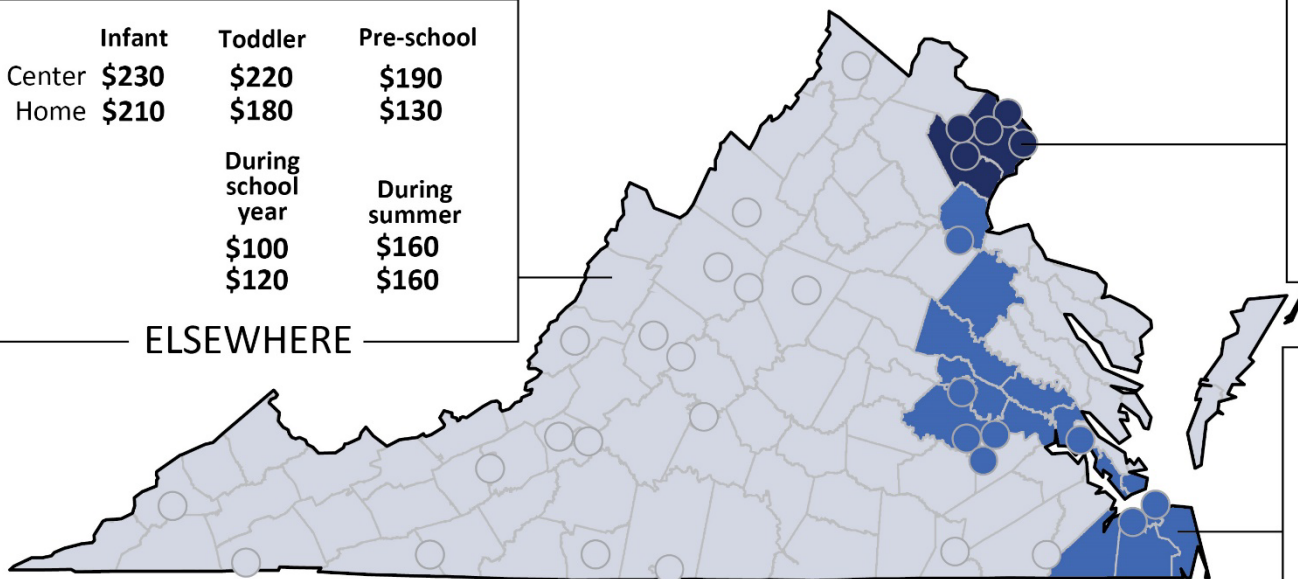 Infant Toddler Pre-school
Center $230 $220 $190
Home $210 $180 $130
During
school
year
During
summer
$100 $160
$120 $160
ELSEWHERE